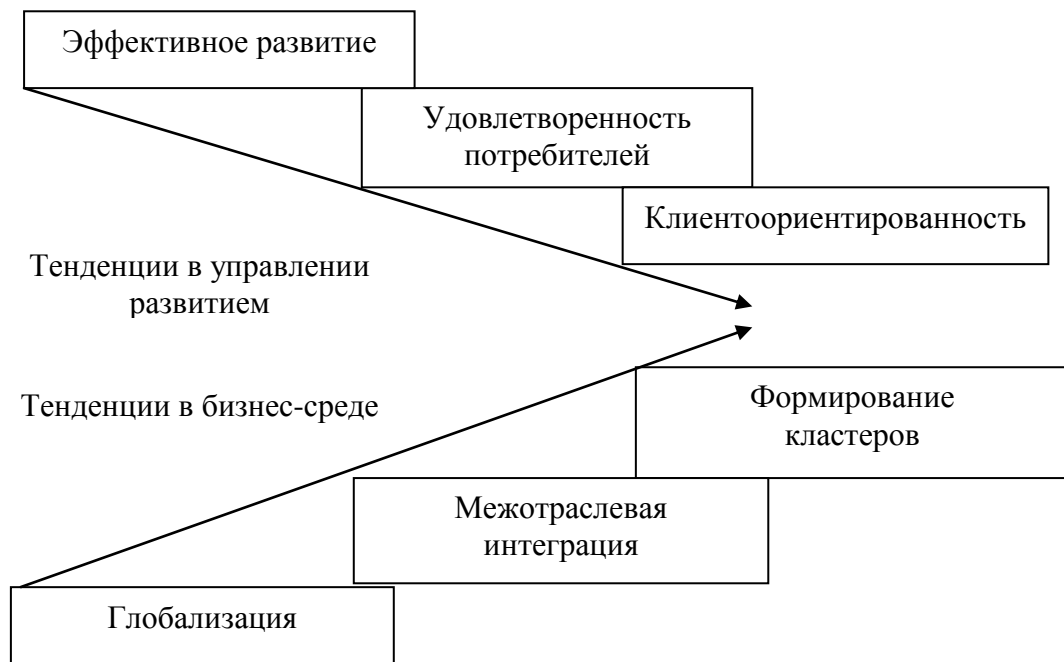 Эффективное развитие
Удовлетворенность
потребителей
Клиентоориентированность
Тенденции в управлении
развитием
Тенденции в бизнес-среде
Формирование
кластеров
Межотраслевая
интеграция
Глобализация